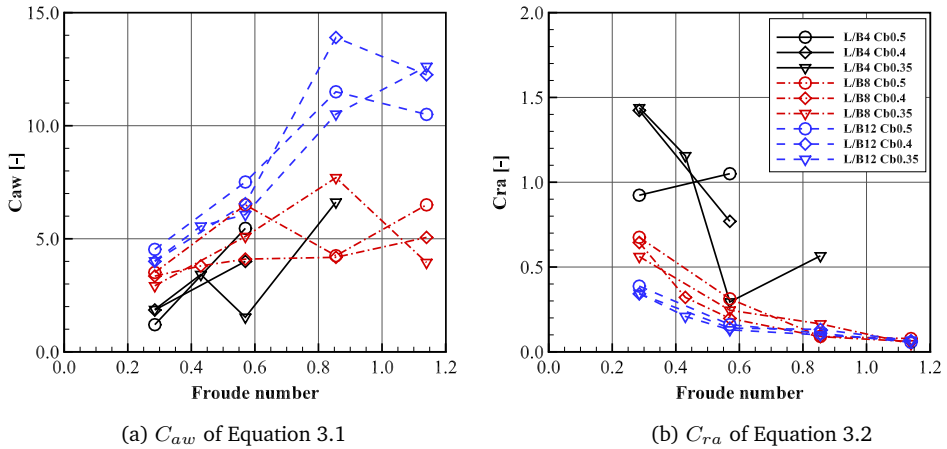 15.0
10.0
5.0
0.0
Caw [-]
0.0 0.2 0.4 0.6 0.8 1.0 1.2
Froude number
(a) Caw of Equation 3.1
2.0
1.5
1.0
0.5
0.0
Cra [-]
L/B4 Cb0.5
L/B4 Cb0.4
L/B4 Cb0.35
L/B8 Cb0.5
L/B8 Cb0.4
L/B8 Cb0.35
L/B12 Cb0.5
L/B12 Cb0.4
L/B12 Cb0.35
0.0 0.2 0.4 0.6 0.8 1.0 1.2
Froude number
(b) Cra of Equation 3.2